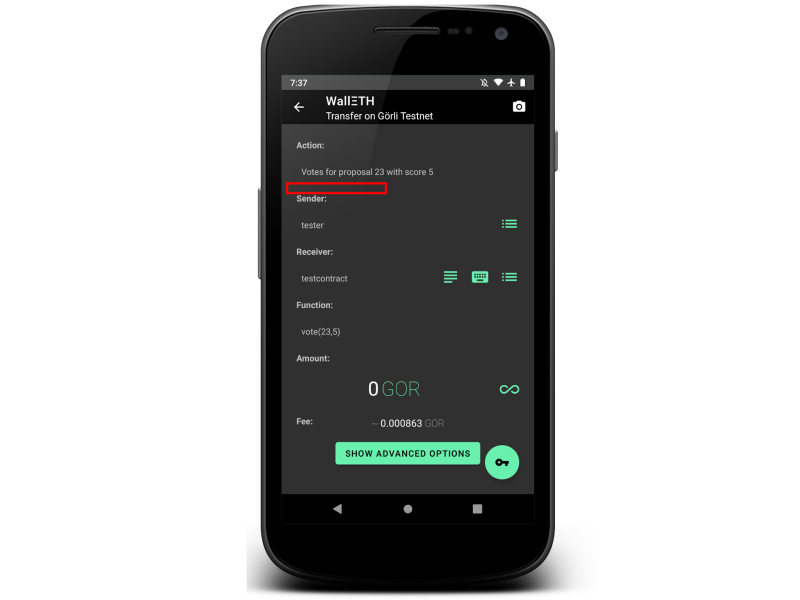 7:37
WallΞTH
Transfer on Görli Testnet
Action:
Votes for proposal 23 with score 5
Sender:
tester
Receiver:
testcontract
Function:
vote(23,5)
Amount:
0 GOR
Fee:
~ 0.000863 GOR
SHOW ADVANCED OPTIONS